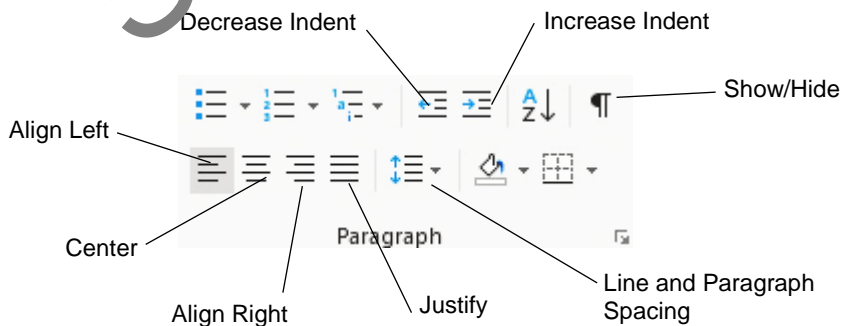 Decrease Indent
Increase Indent
Show/Hide
Align Left
Center
Paragraph
Align Right
Justify
Line and Paragraph
Spacing